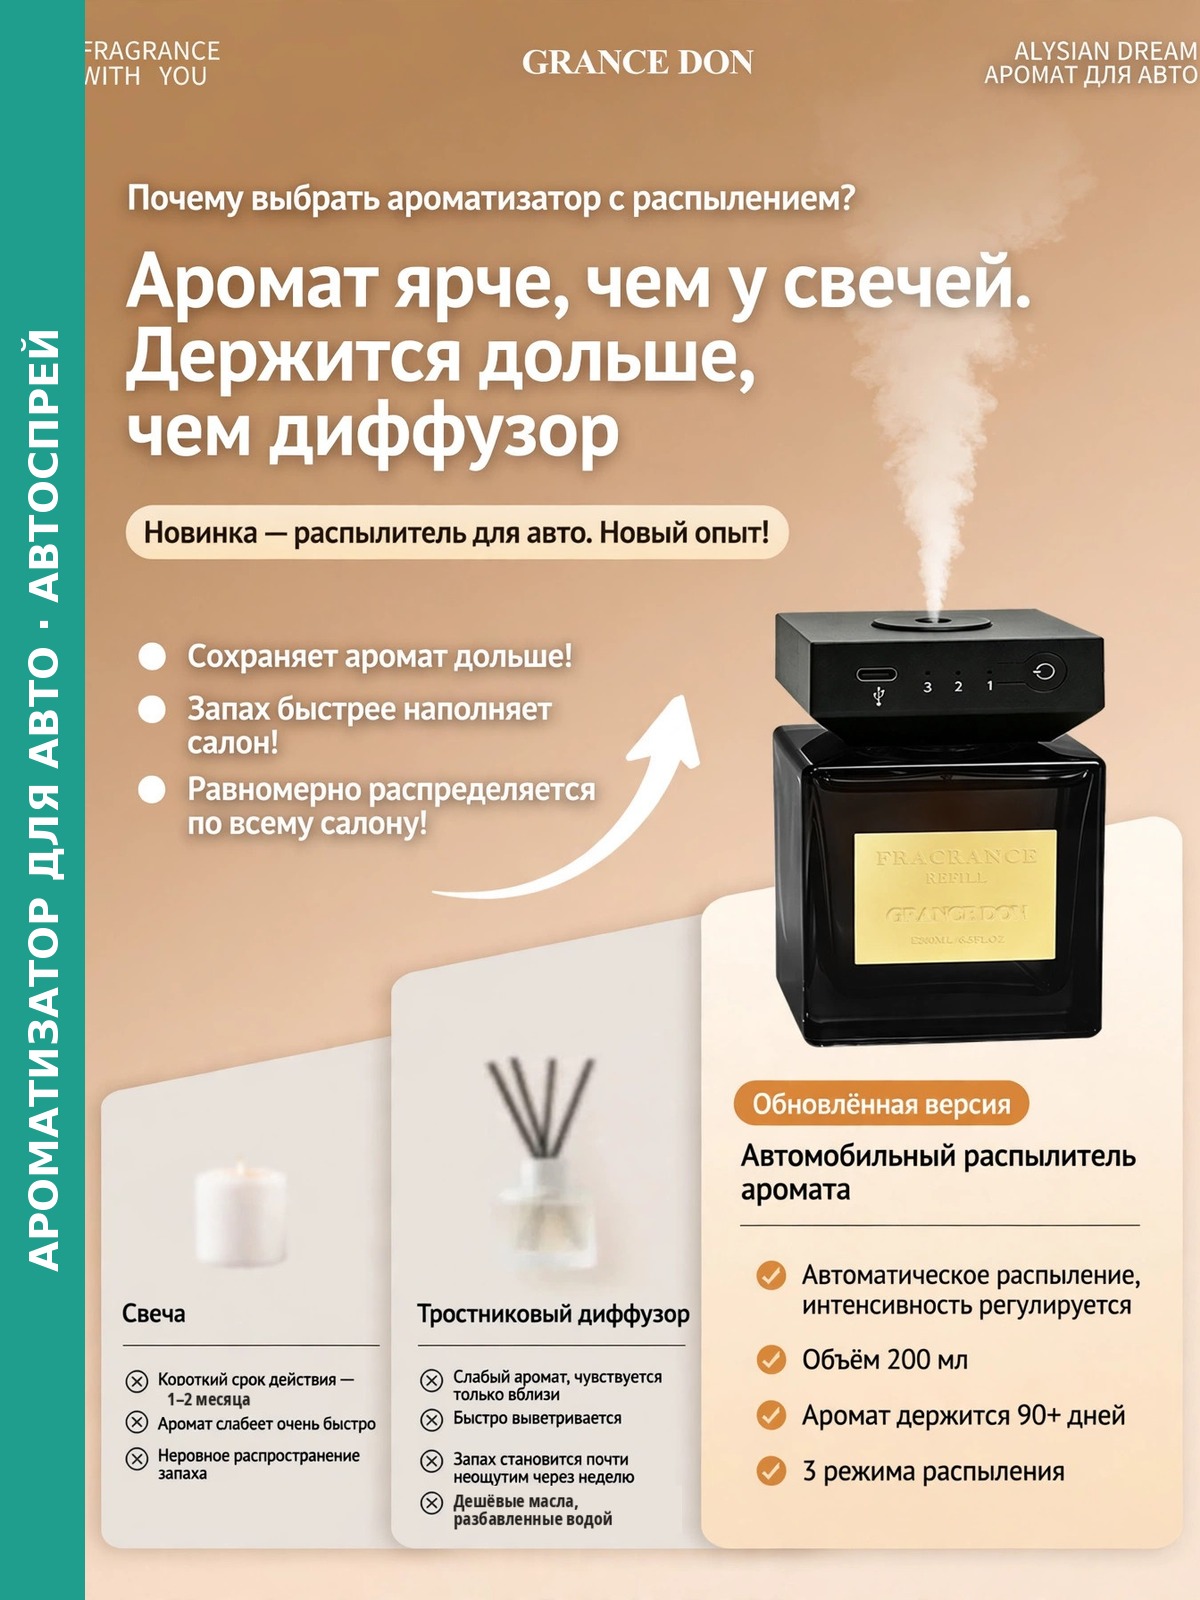 АРОМАТИЗАТОР ДЛЯ АВТО · АВТОСПРЕЙ
FRAGRANCE
WITH YOU
GRANCE DON
ALYSIAN DREAM
АРОМАТ ДЛЯ АВТО
Почему выбрать ароматизатор с распылением?
Аромат ярче, чем у свечей.
Держится дольше,
чем диффузор
Новинка — распылитель для авто. Новый опыт!
Сохраняет аромат дольше!
Запах быстрее наполняет
салон!
Равномерно распределяется
по всему салону!
3 2 1
FRAGRANCE
REFILL
GRANCE DON
Свеча
Короткий срок действия —
1–2 месяца
Аромат слабеет очень быстро
Неровное распространение
запаха
Тростниковый диффузор
Слабый аромат, чувствуется
только вблизи
Быстро выветривается
Запах становится почти
неощутим через неделю
Дешёвые масла,
разбавленные водой
Обновлённая версия
Автомобильный распылитель
аромата
Автоматическое распыление,
интенсивность регулируется
Объём 200 мл
Аромат держится 90+ дней
3 режима распыления